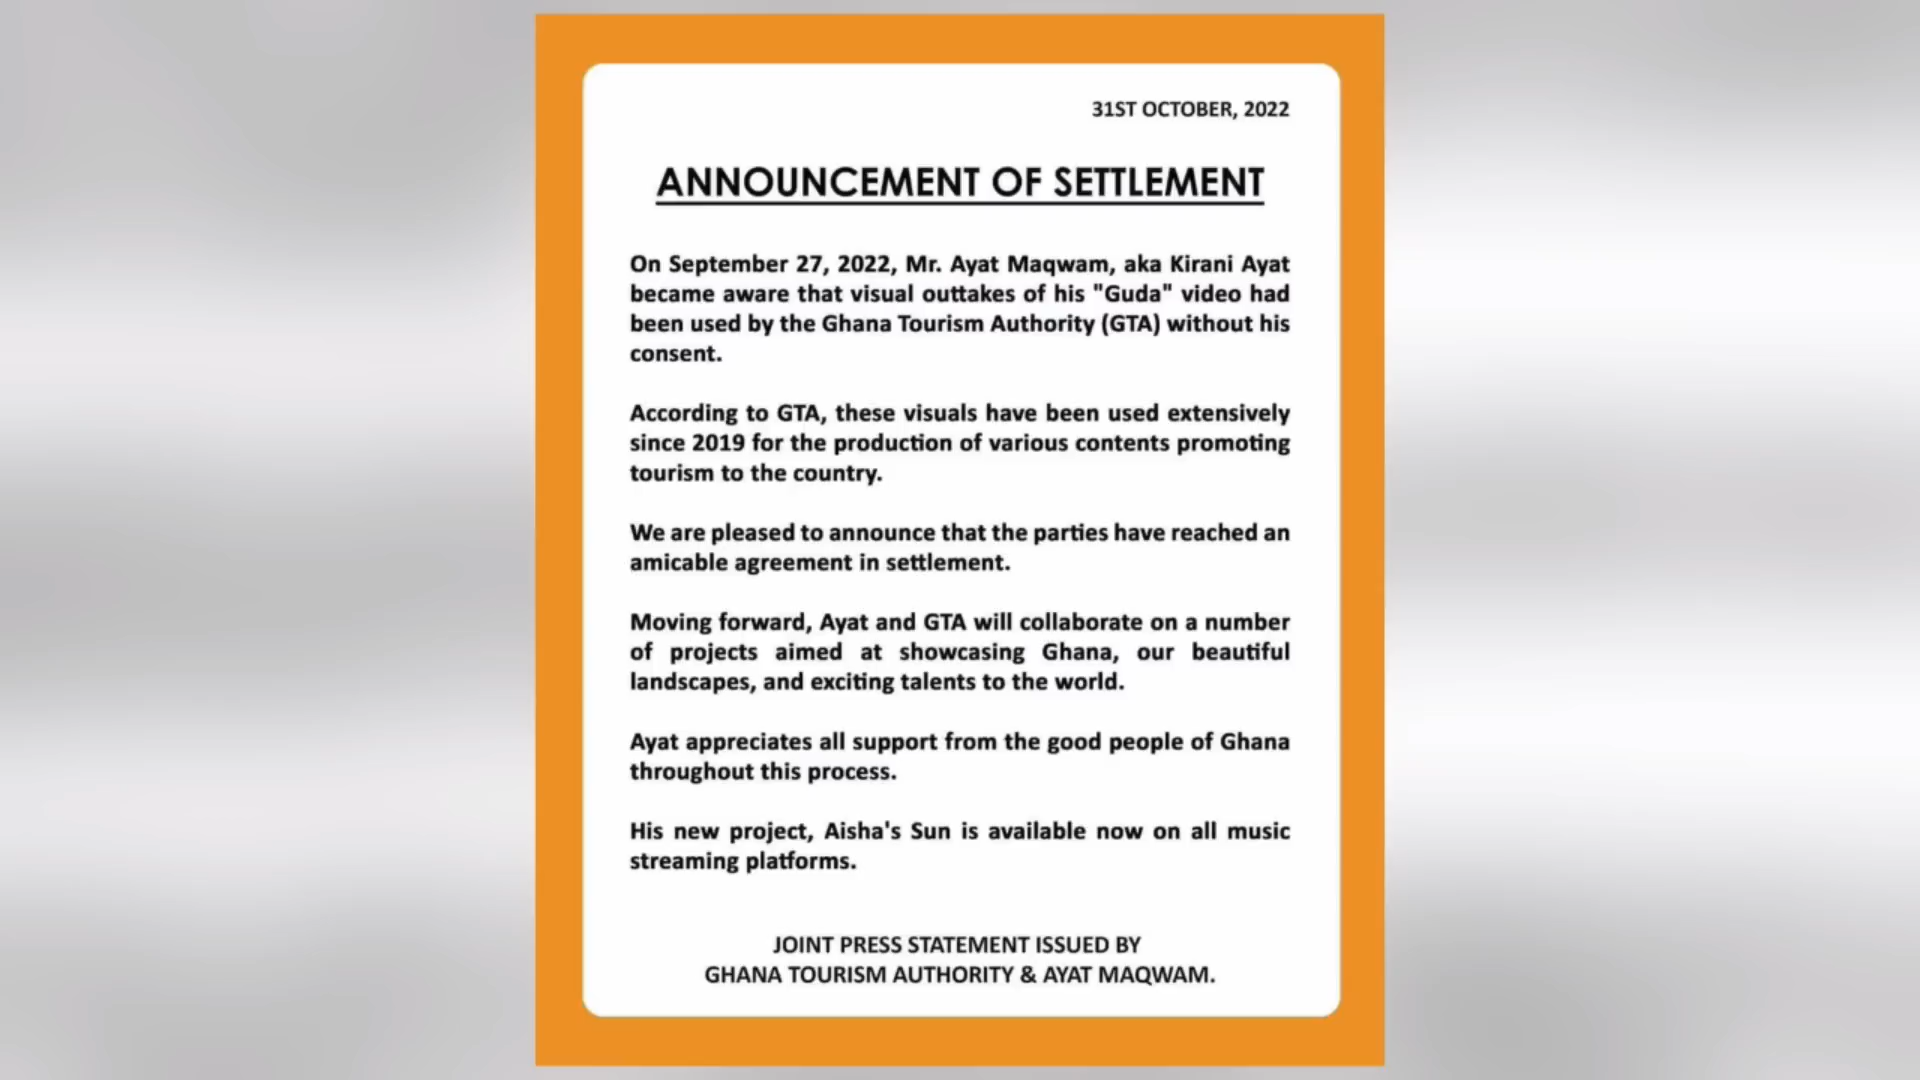 31ST OCTOBER, 2022
ANNOUNCEMENT OF SETTLEMENT
On September 27, 2022, Mr. Ayat Maqwam, aka Kirani Ayat
became aware that visual outtakes of his "Guda" video had
been used by the Ghana Tourism Authority (GTA) without his
consent.
According to GTA, these visuals have been used extensively
since 2019 for the production of various contents promoting
tourism to the country.
We are pleased to announce that the parties have reached an
amicable agreement in settlement.
Moving forward, Ayat and GTA will collaborate on a number
of projects aimed at showcasing Ghana, our beautiful
landscapes, and exciting talents to the world.
Ayat appreciates all support from the good people of Ghana
throughout this process.
His new project, Aisha's Sun is available now on all music
streaming platforms.
JOINT PRESS STATEMENT ISSUED BY
GHANA TOURISM AUTHORITY & AYAT MAQWAM.